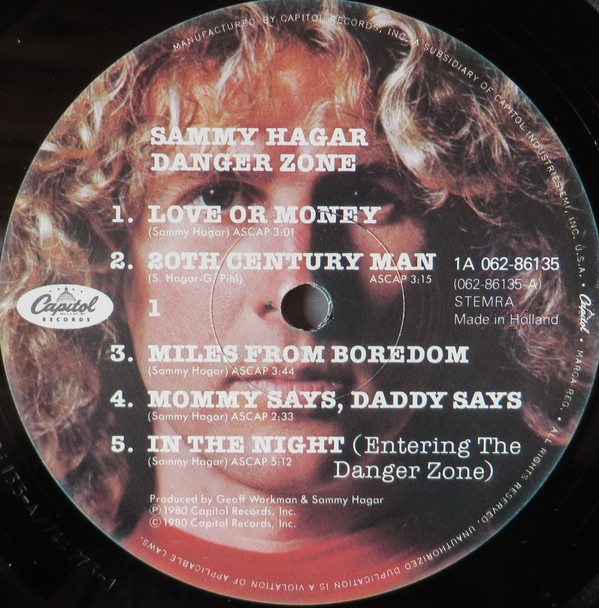 MANUFACTURED BY CAPITOL RECORDS, INC. A SUBSIDIARY OF CAPITOL INDUSTRIES-EMI, INC. U.S.A. • Capitol • MARCA REG. • ALL RIGHTS RESERVED. UNAUTHORIZED DUPLICATION IS A VIOLATION OF APPLICABLE LAWS.
SAMMY HAGAR
DANGER ZONE
1. LOVE OR MONEY
(Sammy Hagar) ASCAP 3:01
2. 20TH CENTURY MAN
(S. Hagar-G. Pihl) ASCAP 3:15
1A 062-86135
(062-86135-A)
STEMRA
Made in Holland
Capitol
RECORDS
1
3. MILES FROM BOREDOM
(Sammy Hagar) ASCAP 3:44
4. MOMMY SAYS, DADDY SAYS
(Sammy Hagar) ASCAP 2:33
5. IN THE NIGHT (Entering The
Danger Zone)
(Sammy Hagar) ASCAP 5:12
Produced by Geoff Workman & Sammy Hagar
℗ 1980 Capitol Records, Inc.
© 1980 Capitol Records, Inc.